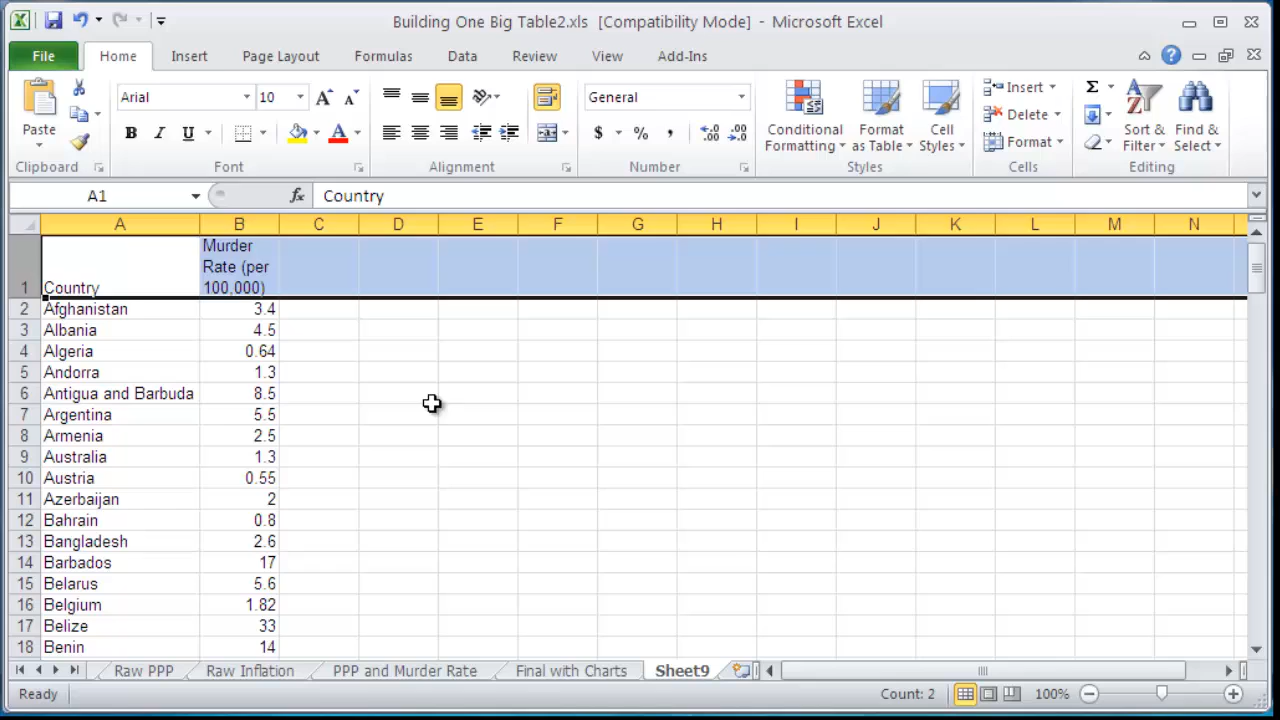 Building One Big Table2.xls [Compatibility Mode] - Microsoft Excel
File Home Insert Page Layout Formulas Data Review View Add-Ins
Paste
Arial 10
B I U A
General
$ % ,
Conditional Formatting
Format as Table
Cell Styles
Insert
Delete
Format
Σ
Sort & Filter
Find & Select
Clipboard Font Alignment Number Styles Cells Editing
A1 fx Country
A B C D E F G H I J K L M N
Murder
Rate (per
1 Country 100,000)
2 Afghanistan 3.4
3 Albania 4.5
4 Algeria 0.64
5 Andorra 1.3
6 Antigua and Barbuda 8.5
7 Argentina 5.5
8 Armenia 2.5
9 Australia 1.3
10 Austria 0.55
11 Azerbaijan 2
12 Bahrain 0.8
13 Bangladesh 2.6
14 Barbados 17
15 Belarus 5.6
16 Belgium 1.82
17 Belize 33
18 Benin 14
Raw PPP Raw Inflation PPP and Murder Rate Final with Charts Sheet9
Ready Count: 2 100%